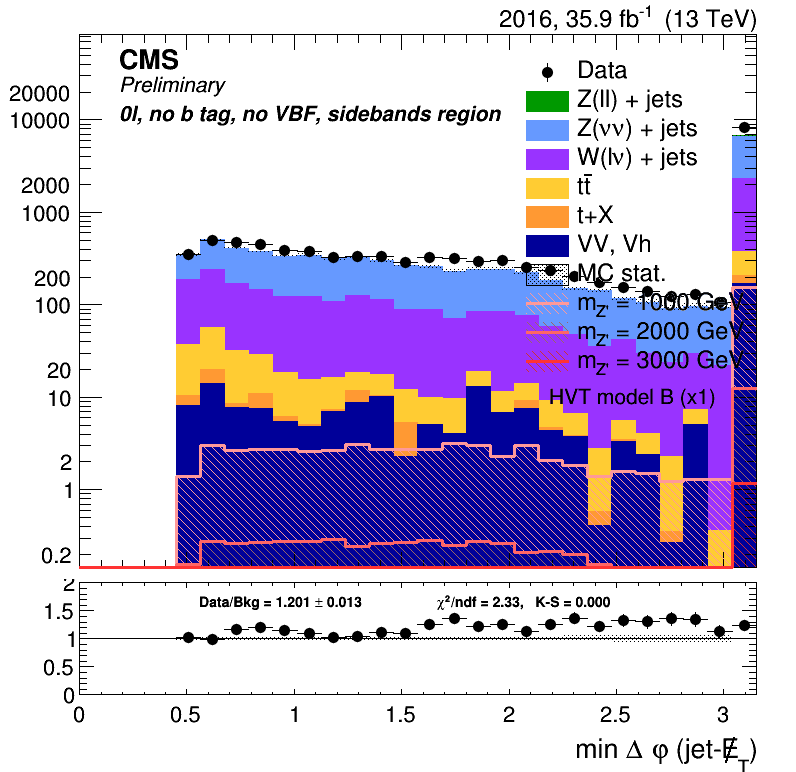 2016, 35.9 fb⁻¹ (13 TeV)
CMS
Preliminary
0l, no b tag, no VBF, sidebands region
Data
Z(ll) + jets
Z(νν) + jets
W(lν) + jets
tt̄
t+X
VV, Vh
MC stat.
m_Z' = 1000 GeV
m_Z' = 2000 GeV
m_Z' = 3000 GeV
HVT model B (x1)
20000
10000
2000
1000
200
100
20
10
2
1
0.2
Data/Bkg = 1.201 ± 0.013 χ²/ndf = 2.33, K-S = 0.000
2
1.5
1
0.5
0
0 0.5 1 1.5 2 2.5 3
min Δ φ (jet-E̸_T)